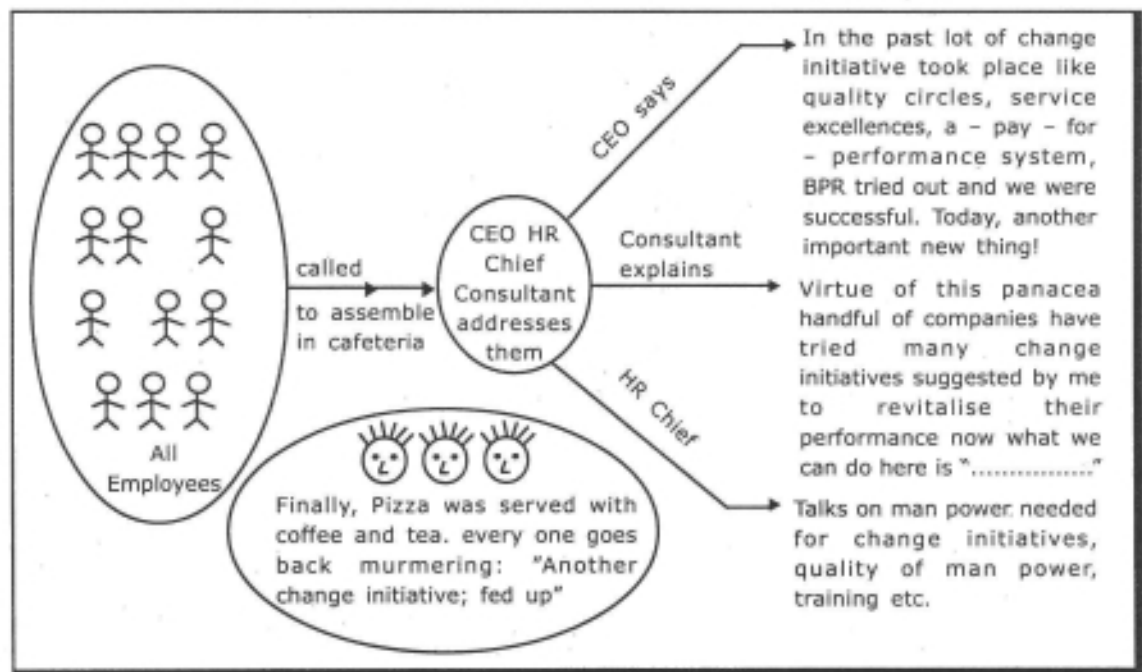 All
Employees
called
to assemble
in cafeteria
CEO HR
Chief
Consultant
addresses
them
CEO says
In the past lot of change
initiative took place like
quality circles, service
excellences, a – pay – for
– performance system,
BPR tried out and we were
successful. Today, another
important new thing!
Consultant
explains
Virtue of this panacea
handful of companies have
tried many change
initiatives suggested by me
to revitalise their
performance now what we
can do here is "................"
HR Chief
Talks on man power needed
for change initiatives,
quality of man power,
training etc.
Finally, Pizza was served with
coffee and tea. every one goes
back murmering: "Another
change initiative; fed up"